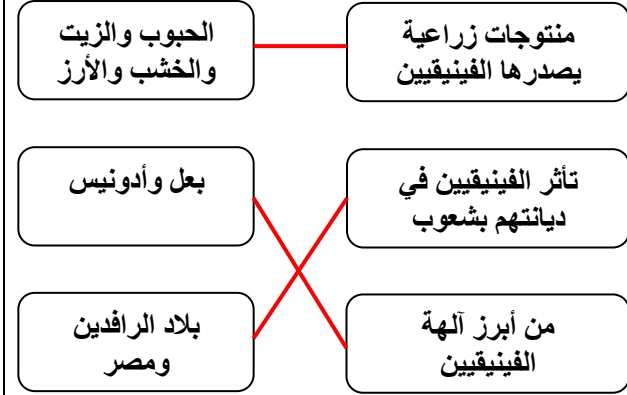 منتوجات زراعية
يصدرها الفينيقيين
الحبوب والزيت
والخشب والأرز
تأثر الفينيقيين في
ديانتهم بشعوب
بعل وأدونيس
من أبرز آلهة
الفينيقيين
بلاد الرافدين
ومصر